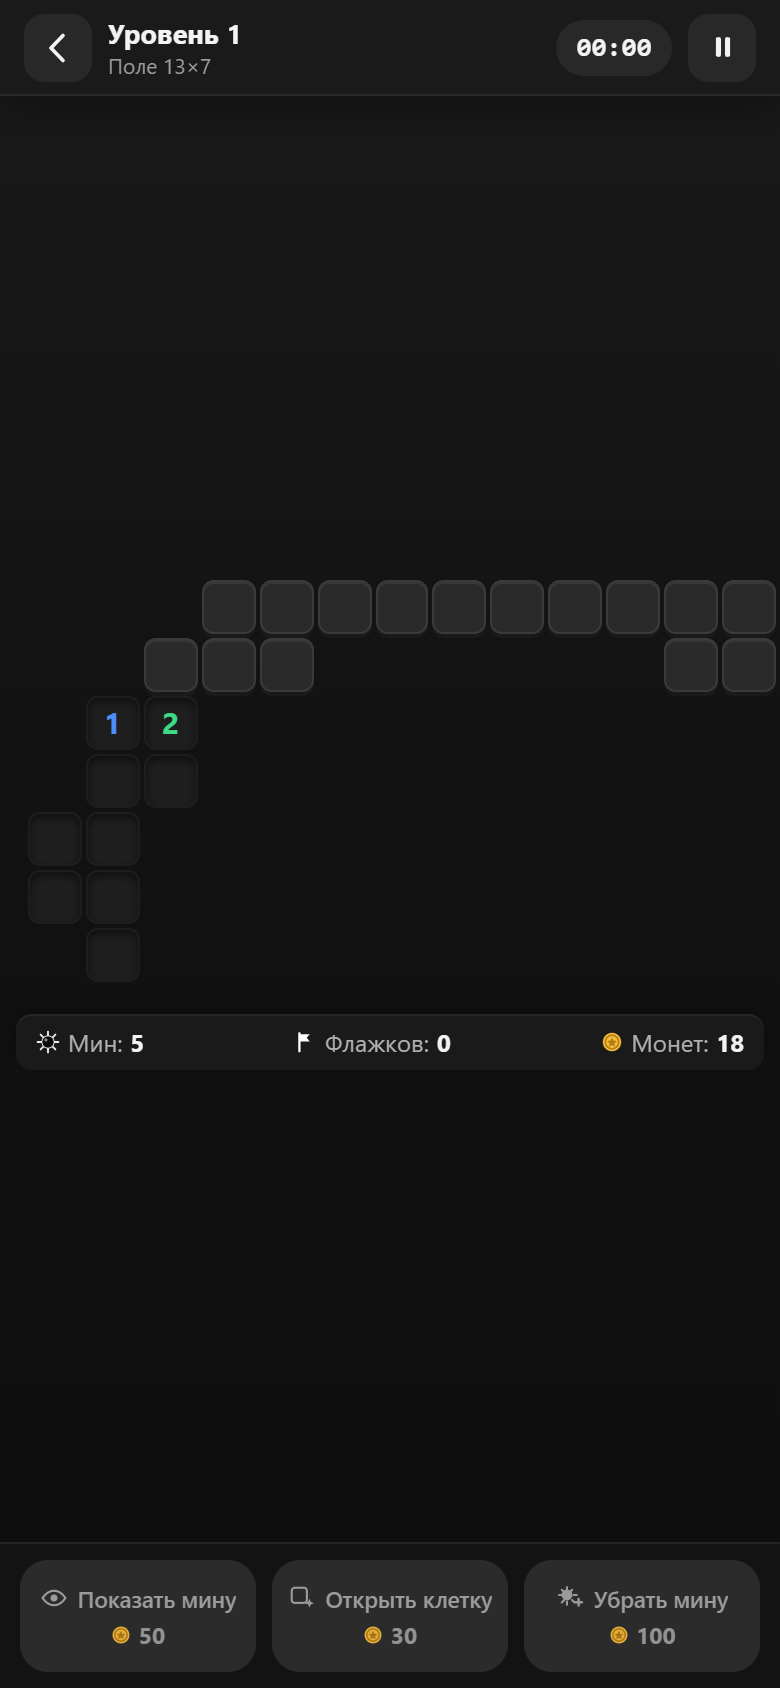 Уровень 1
Поле 13×7
00:00
1 2
Мин: 5 Флажков: 0 Монет: 18
Показать мину Открыть клетку Убрать мину
50 30 100